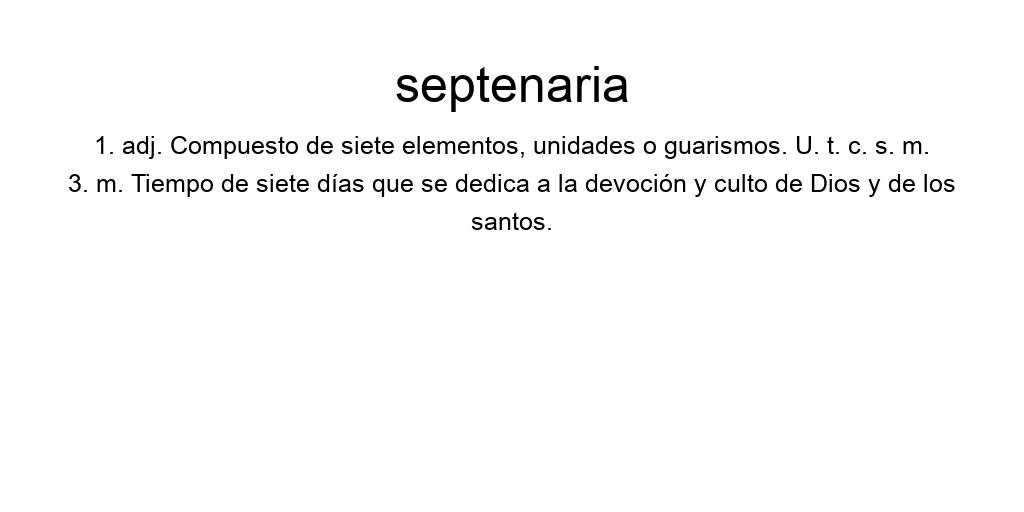 septenaria
1. adj. Compuesto de siete elementos, unidades o guarismos. U. t. c. s. m.
3. m. Tiempo de siete días que se dedica a la devoción y culto de Dios y de los
santos.